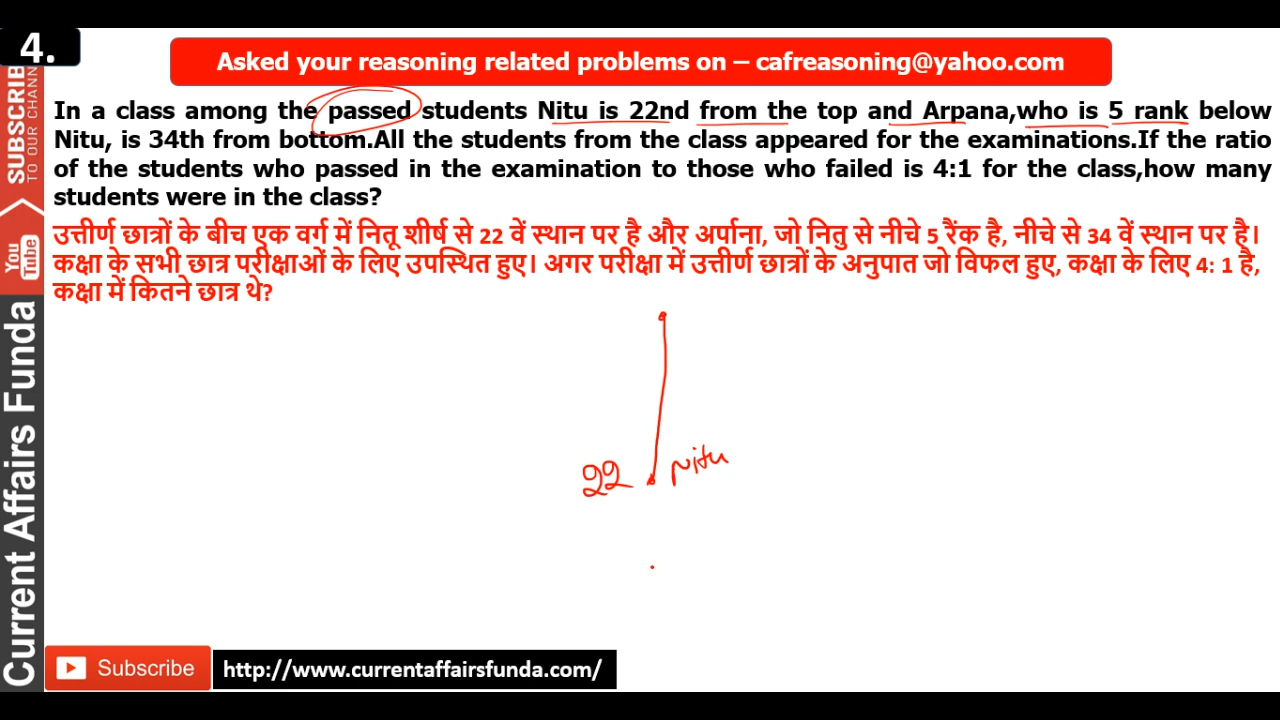 4.
Asked your reasoning related problems on – cafreasoning@yahoo.com
In a class among the passed students Nitu is 22nd from the top and Arpana,who is 5 rank below
Nitu, is 34th from bottom.All the students from the class appeared for the examinations.If the ratio
of the students who passed in the examination to those who failed is 4:1 for the class,how many
students were in the class?
उत्तीर्ण छात्रों के बीच एक वर्ग में नितू शीर्ष से 22 वें स्थान पर है और अर्पाना, जो नितु से नीचे 5 रैंक है, नीचे से 34 वें स्थान पर है।
कक्षा के सभी छात्र परीक्षाओं के लिए उपस्थित हुए। अगर परीक्षा में उत्तीर्ण छात्रों के अनुपात जो विफल हुए, कक्षा के लिए 4: 1 है,
कक्षा में कितने छात्र थे?
22 Nitu
SUBSCRIB
TO OUR CHANN
You Tube
Current Affairs Funda
Subscribe
http://www.currentaffairsfunda.com/